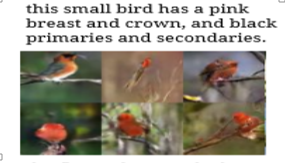 this small bird has a pink
breast and crown, and black
primaries and secondaries.